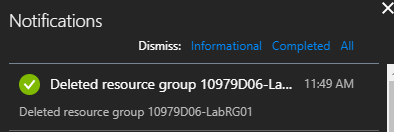 Notifications
Dismiss: Informational Completed All
Deleted resource group 10979D06-La... 11:49 AM
Deleted resource group 10979D06-LabRG01